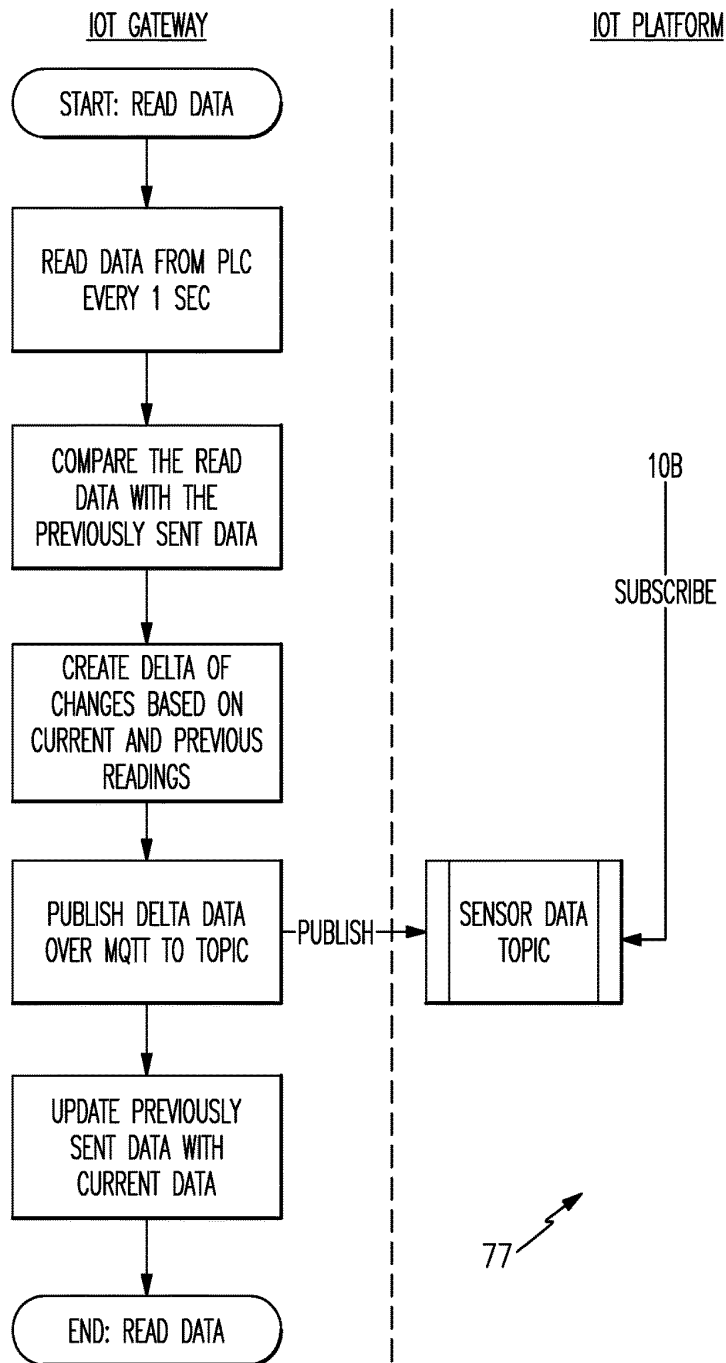 IOT GATEWAY
IOT PLATFORM
START: READ DATA
READ DATA FROM PLC
EVERY 1 SEC
COMPARE THE READ
DATA WITH THE
PREVIOUSLY SENT DATA
10B
SUBSCRIBE
CREATE DELTA OF
CHANGES BASED ON
CURRENT AND PREVIOUS
READINGS
PUBLISH DELTA DATA
OVER MQTT TO TOPIC
PUBLISH
SENSOR DATA
TOPIC
UPDATE PREVIOUSLY
SENT DATA WITH
CURRENT DATA
77
END: READ DATA